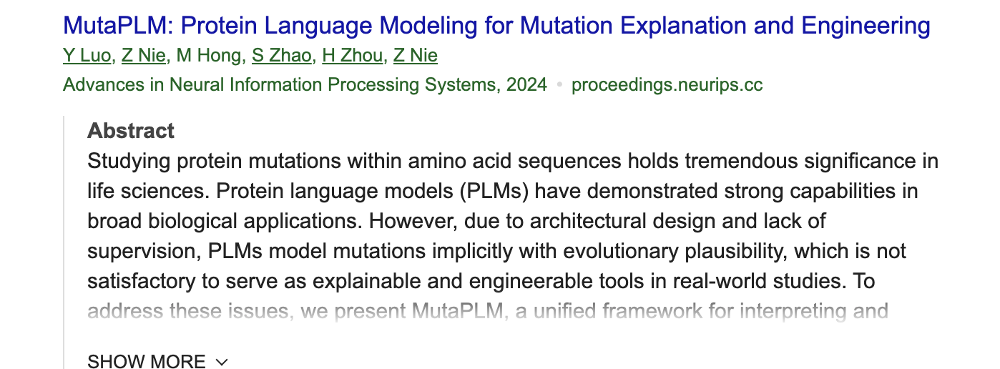 MutaPLM: Protein Language Modeling for Mutation Explanation and Engineering
Y Luo, Z Nie, M Hong, S Zhao, H Zhou, Z Nie
Advances in Neural Information Processing Systems, 2024 • proceedings.neurips.cc
Abstract
Studying protein mutations within amino acid sequences holds tremendous significance in
life sciences. Protein language models (PLMs) have demonstrated strong capabilities in
broad biological applications. However, due to architectural design and lack of
supervision, PLMs model mutations implicitly with evolutionary plausibility, which is not
satisfactory to serve as explainable and engineerable tools in real-world studies. To
address these issues, we present MutaPLM, a unified framework for interpreting and
SHOW MORE